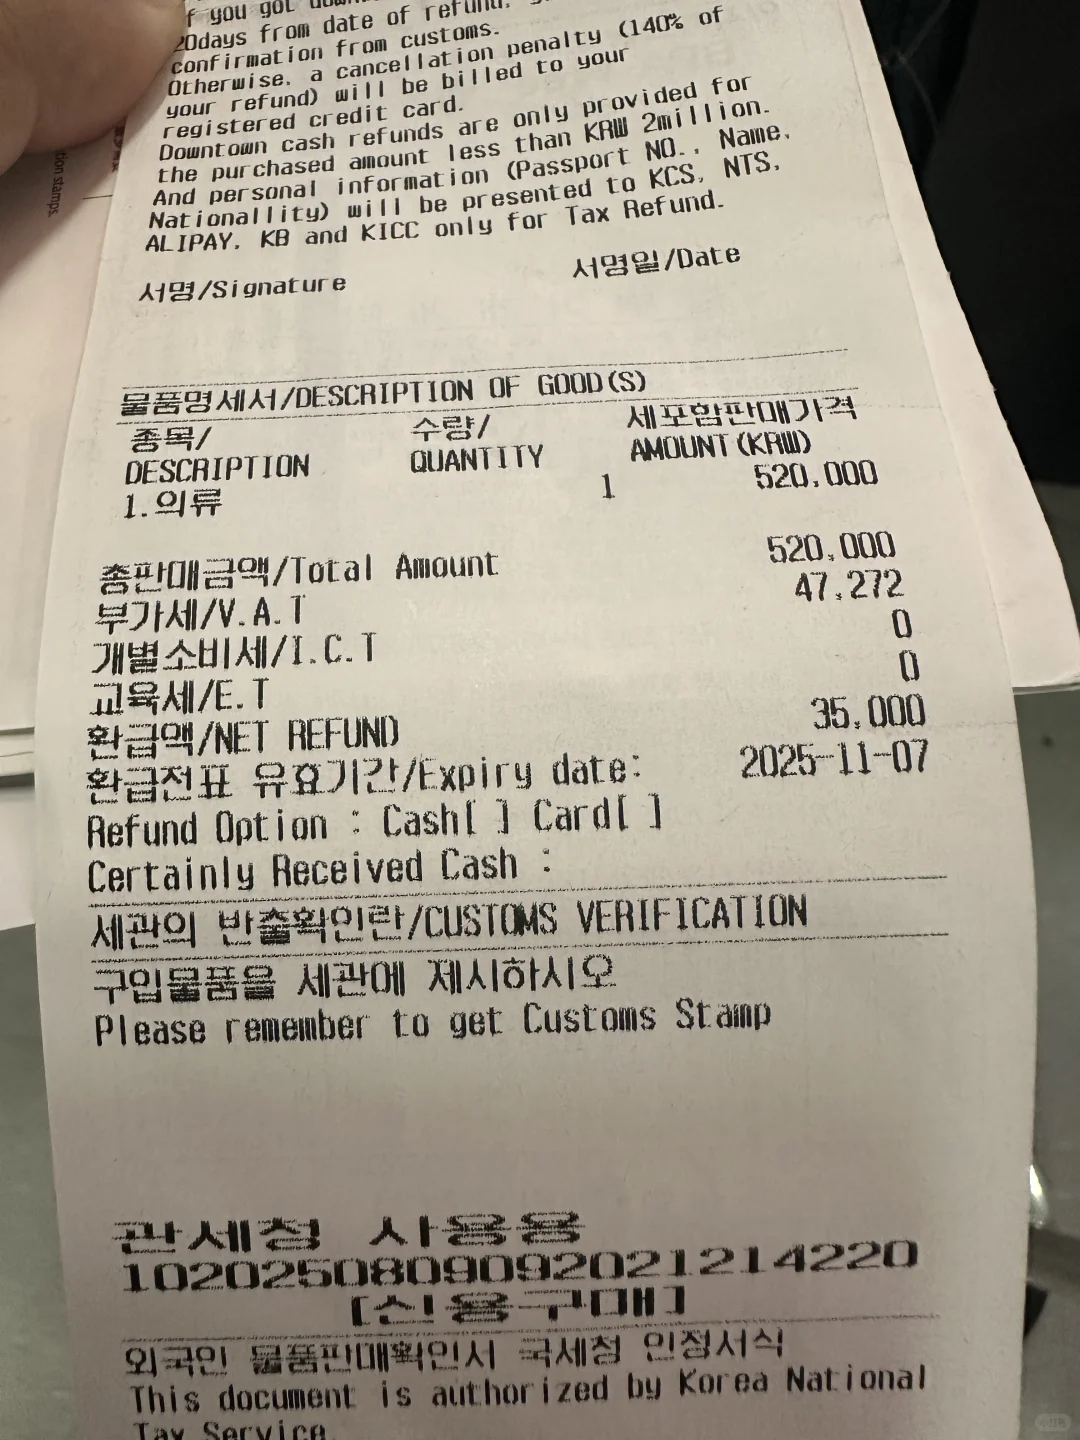 f you got
20days from date of refund.
confirmation from customs.
Otherwise, a cancellation penalty (140% of
your refund) will be billed to your
registered credit card.
Downtown cash refunds are only provided for
the purchased amount less than KRW 2million.
And personal information (Passport NO., Name,
Nationallity) will be presented to KCS, NTS,
ALIPAY, KB and KICC only for Tax Refund.
서명/Signature 서명일/Date
물품명세서/DESCRIPTION OF GOOD(S)
종목/ 수량/ 세포함판매가격
DESCRIPTION QUANTITY AMOUNT(KRW)
1.의류 1 520,000
총판매금액/Total Amount 520,000
부가세/V.A.T 47,272
개별소비세/I.C.T 0
교육세/E.T 0
환급액/NET REFUND 35,000
환급전표 유효기간/Expiry date: 2025-11-07
Refund Option : Cash[ ] Card[ ]
Certainly Received Cash :
세관의 반출확인란/CUSTOMS VERIFICATION
구입물품을 세관에 제시하시오
Please remember to get Customs Stamp
관세청 사용용
1020250809092021214220
[신용구매]
외국인 물품판매확인서 국세청 인정서식
This document is authorized by Korea National
Tax Service
tion stamps.
小红书